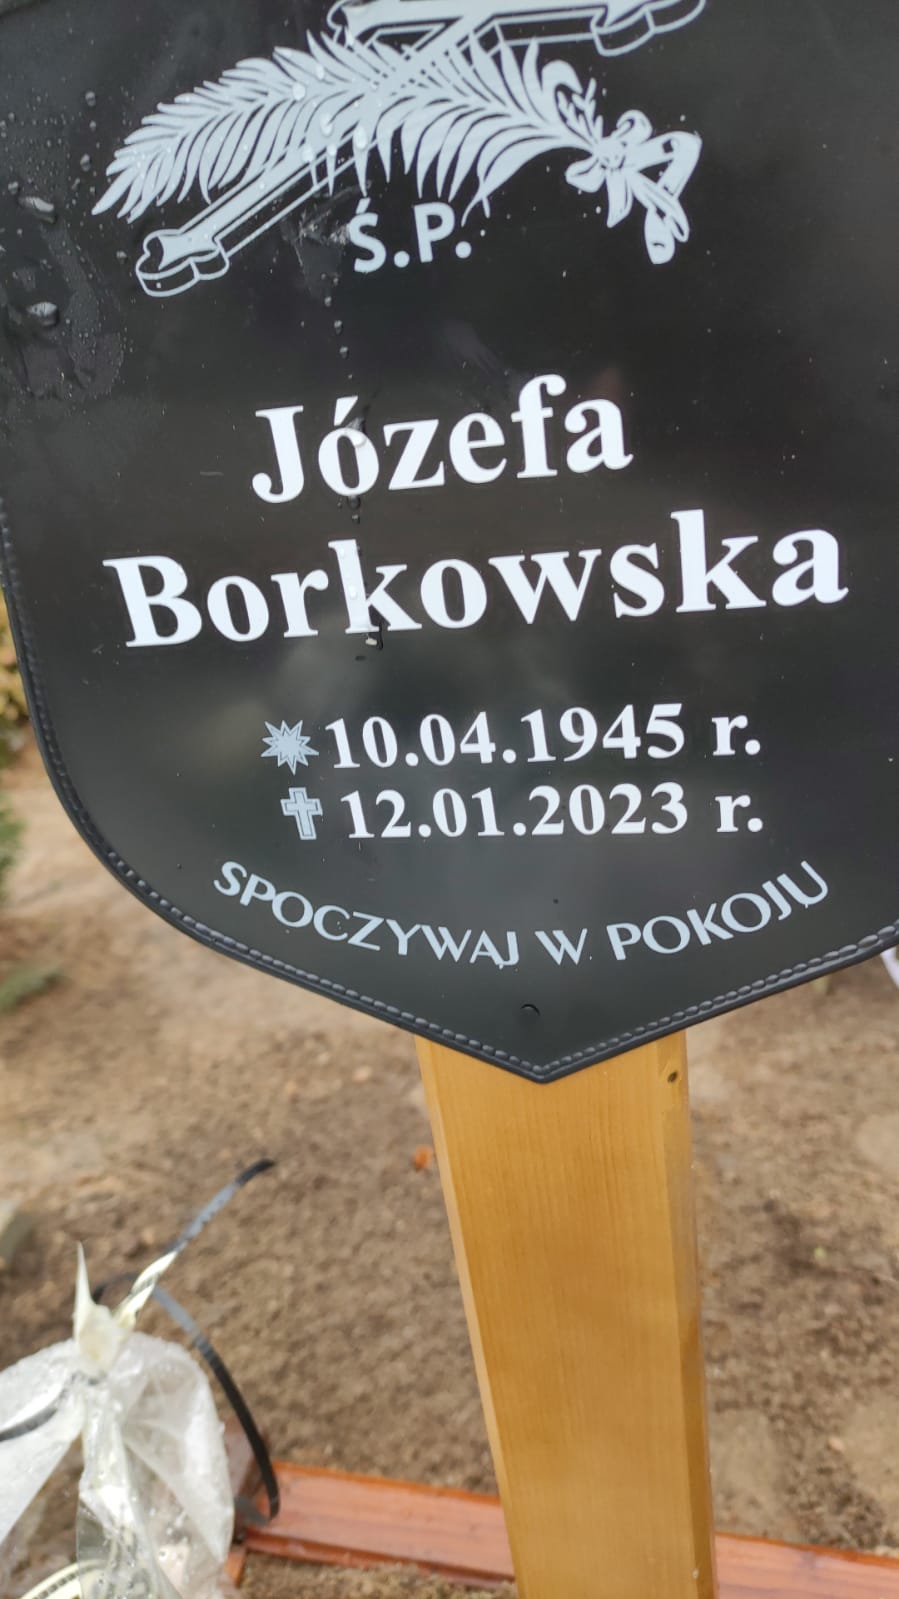 Ś.P.
Józefa
Borkowska
10.04.1945 r.
12.01.2023 r.
SPOCZYWAJ W POKOJU